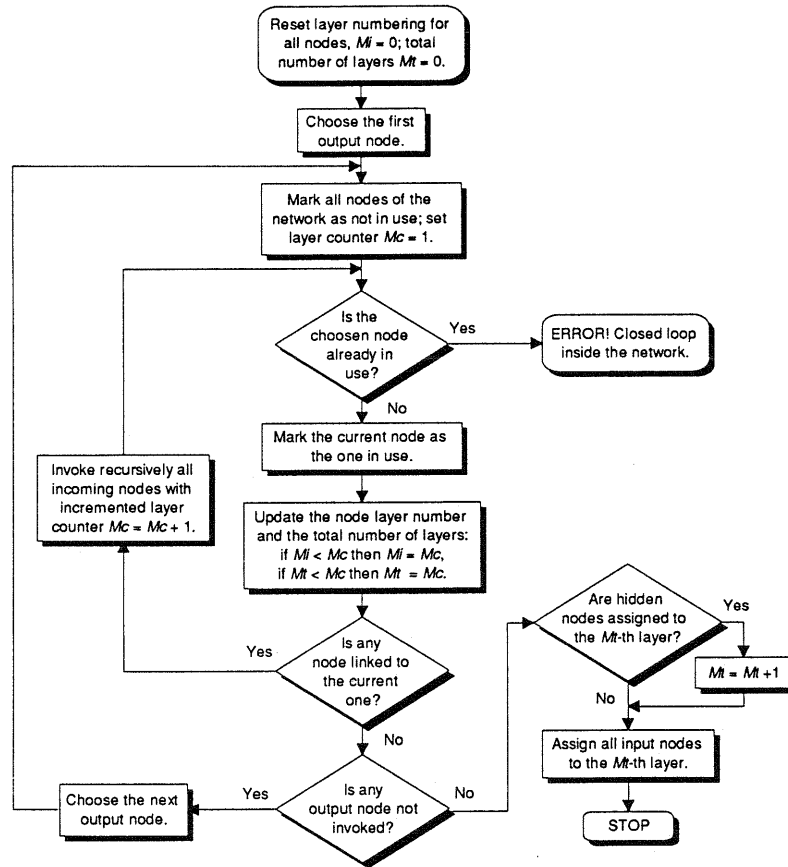 Reset layer numbering for
all nodes, Mi = 0; total
number of layers Mt = 0.
Choose the first
output node.
Mark all nodes of the
network as not in use; set
layer counter Mc = 1.
Is the
choosen node
already in
use?
Yes
ERROR! Closed loop
inside the network.
No
Mark the current node as
the one in use.
Invoke recursively all
incoming nodes with
incremented layer
counter Mc = Mc + 1.
Update the node layer number
and the total number of layers:
if Mi < Mc then Mi = Mc,
if Mt < Mc then Mt = Mc.
Is any
node linked to
the current
one?
Yes
No
Is any
output node not
invoked?
Yes
Choose the next
output node.
No
Are hidden
nodes assigned to
the Mt-th layer?
Yes
Mt = Mt +1
No
Assign all input nodes
to the Mt-th layer.
STOP